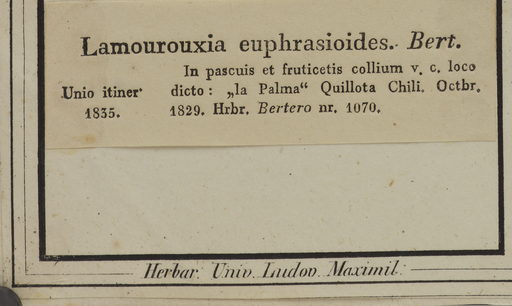 Lamourouxia euphrasioides. Bert.
In pascuis et fruticetis collium v. c. loco
Unio itiner. dicto: „la Palma“ Quillota Chili. Octbr.
1835. 1829. Hrbr. Bertero nr. 1070.
Herbar. Univ. Ludov. Maximil.